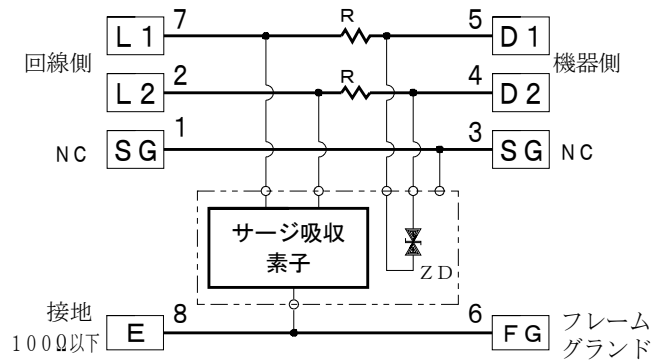 7 R 5
L1 D1
回線側 機器側
2 R 4
L2 D2
1 3
NC SG SG NC
サージ吸収
素子
ZD
接地 8 6 フレーム
100Ω以下 E FG グランド